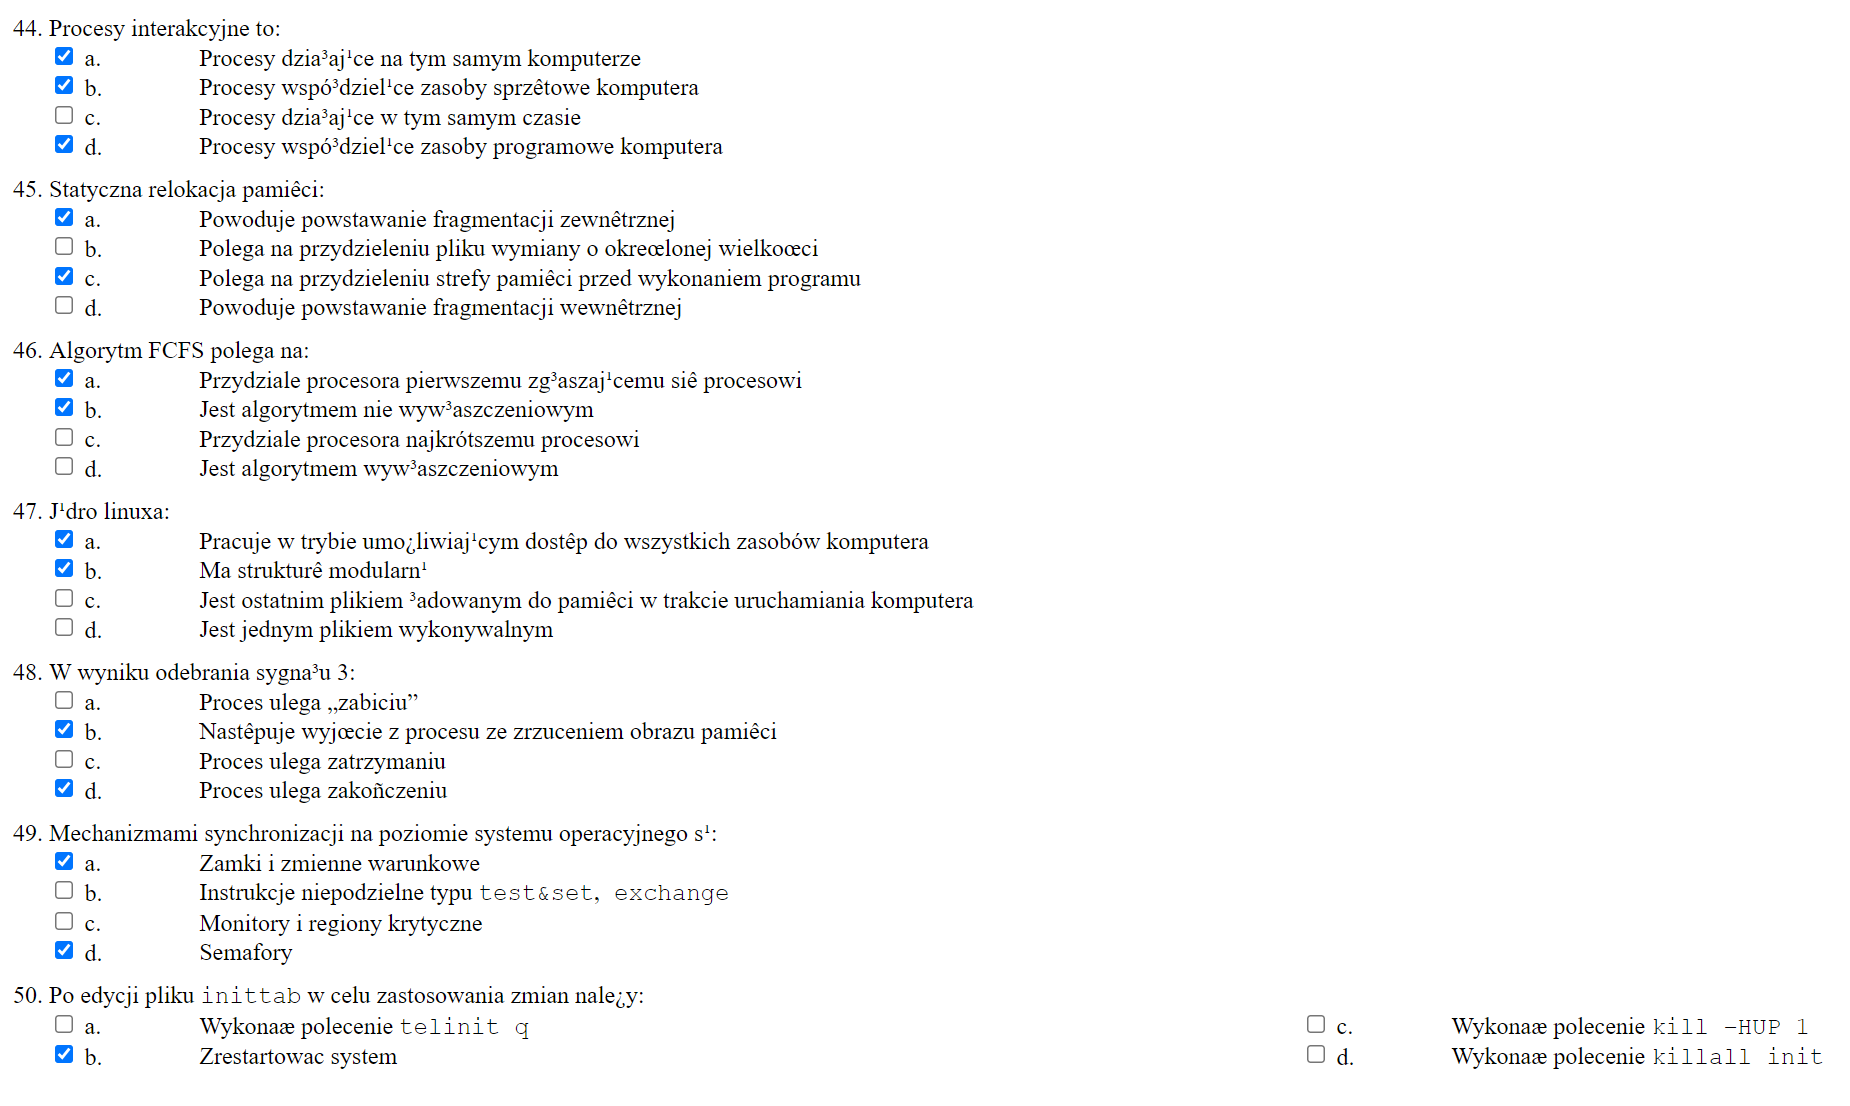 44. Procesy interakcyjne to:
a. Procesy dzia³aj¹ce na tym samym komputerze
b. Procesy wspó³dziel¹ce zasoby sprzêtowe komputera
c. Procesy dzia³aj¹ce w tym samym czasie
d. Procesy wspó³dziel¹ce zasoby programowe komputera
45. Statyczna relokacja pamiêci:
a. Powoduje powstawanie fragmentacji zewnêtrznej
b. Polega na przydzieleniu pliku wymiany o okreœlonej wielkoœci
c. Polega na przydzieleniu strefy pamiêci przed wykonaniem programu
d. Powoduje powstawanie fragmentacji wewnêtrznej
46. Algorytm FCFS polega na:
a. Przydziale procesora pierwszemu zg³aszaj¹cemu siê procesowi
b. Jest algorytmem nie wyw³aszczeniowym
c. Przydziale procesora najkrótszemu procesowi
d. Jest algorytmem wyw³aszczeniowym
47. J¹dro linuxa:
a. Pracuje w trybie umo¿liwiaj¹cym dostêp do wszystkich zasobów komputera
b. Ma strukturê modularn¹
c. Jest ostatnim plikiem ³adowanym do pamiêci w trakcie uruchamiania komputera
d. Jest jednym plikiem wykonywalnym
48. W wyniku odebrania sygna³u 3:
a. Proces ulega „zabiciu”
b. Nastêpuje wyjœcie z procesu ze zrzuceniem obrazu pamiêci
c. Proces ulega zatrzymaniu
d. Proces ulega zakoñczeniu
49. Mechanizmami synchronizacji na poziomie systemu operacyjnego s¹:
a. Zamki i zmienne warunkowe
b. Instrukcje niepodzielne typu test&set, exchange
c. Monitory i regiony krytyczne
d. Semafory
50. Po edycji pliku inittab w celu zastosowania zmian nale¿y:
a. Wykonaæ polecenie telinit q
b. Zrestartowac system
c. Wykonaæ polecenie kill -HUP 1
d. Wykonaæ polecenie killall init